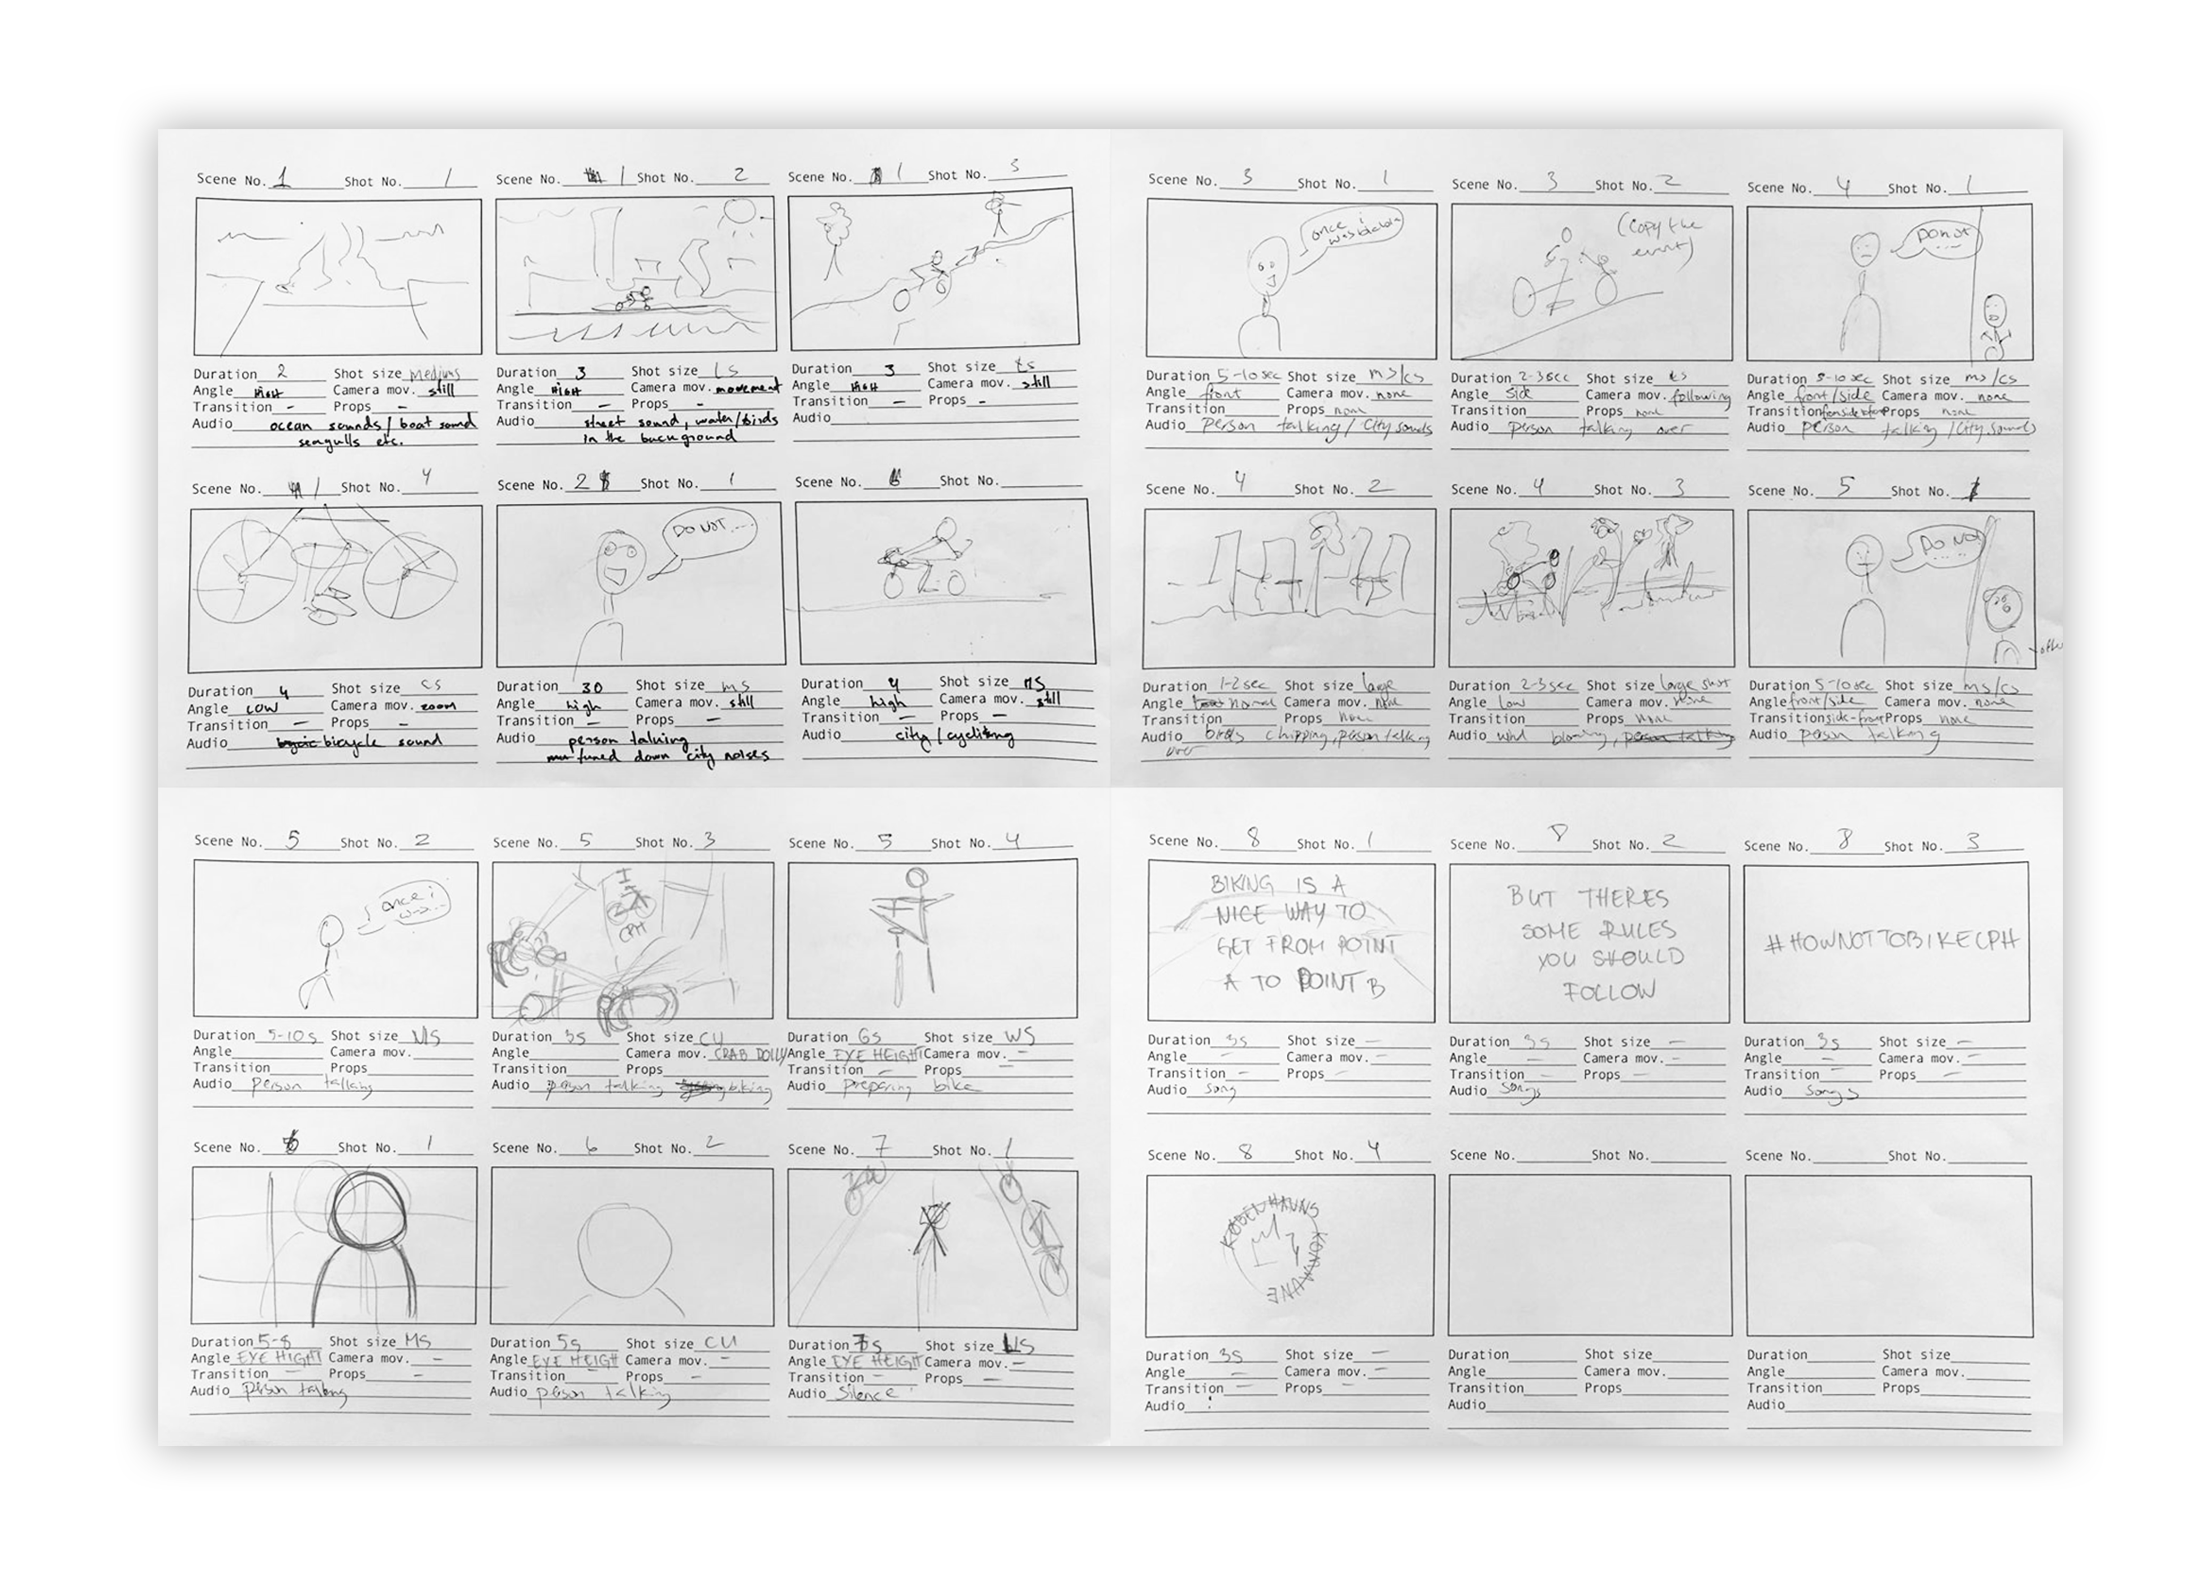 Scene No. 1 Shot No. 1
Scene No. 1 Shot No. 2
Scene No. 1 Shot No. 3
Duration 2 Shot size Medium
Angle HIGH Camera mov. still
Transition - Props -
Audio ocean sounds/ boat sound
seagulls etc.
Duration 3 Shot size LS
Angle HIGH Camera mov. movement
Transition - Props -
Audio street sound, water/birds
in the background
Duration 3 Shot size LS
Angle HIGH Camera mov. still
Transition - Props -
Audio
Scene No. 1 Shot No. 4
Scene No. 2 Shot No. 1
Scene No. Shot No.
DO NOT...
Duration 4 Shot size CS
Angle LOW Camera mov. zoom
Transition - Props -
Audio bicycle sound
Duration 30 Shot size MS
Angle high Camera mov. still
Transition - Props -
Audio person talking
tuned down city noises
Duration 4 Shot size MS
Angle high Camera mov. still
Transition - Props -
Audio city / cycling
Scene No. 3 Shot No. 1
Scene No. 3 Shot No. 2
Scene No. 4 Shot No. 1
once i
was
(copy the
event)
DO NOT
...
Duration 5-10 sec Shot size MS/CS
Angle front Camera mov. none
Transition Props none
Audio person talking/ City sounds
Duration 2-3 sec Shot size LS
Angle side Camera mov. following
Transition Props none
Audio person talking over
Duration 5-10 sec Shot size MS/CS
Angle front/side Camera mov. none
Transition Props none
Audio person talking /City sounds
Scene No. 4 Shot No. 2
Scene No. 4 Shot No. 3
Scene No. 5 Shot No. 1
DO NOT
....
Duration 1-2 sec Shot size large
Angle normal Camera mov. none
Transition Props none
Audio birds chipping, person talking
over
Duration 2-3 sec Shot size large shot
Angle low Camera mov. none
Transition Props none
Audio wind blowing, person talking
Duration 5-10 sec Shot size MS/CS
Angle front/side Camera mov. none
Transition side-front Props none
Audio person talking
Scene No. 5 Shot No. 2
Scene No. 5 Shot No. 3
Scene No. 5 Shot No. 4
once i
was...
I
CPH
Duration 5-10s Shot size MS
Angle Camera mov.
Transition Props
Audio person talking
Duration 3s Shot size CU
Angle Camera mov. CRAB DOLLY
Transition Props
Audio person talking biking
Duration 6s Shot size WS
Angle EYE HEIGHT Camera mov. -
Transition - Props -
Audio preparing bike
Scene No. 6 Shot No. 1
Scene No. 6 Shot No. 2
Scene No. 7 Shot No. 1
Duration 5-8 Shot size MS
Angle EYE HIGHT Camera mov. -
Transition - Props -
Audio person talking
Duration 5s Shot size CU
Angle EYE HEIGH Camera mov. -
Transition - Props -
Audio person talking
Duration 7s Shot size
Angle EYE HEIGHT Camera mov. -
Transition - Props -
Audio silence
Scene No. 8 Shot No. 1
Scene No. 8 Shot No. 2
Scene No. 8 Shot No. 3
BIKING IS A
NICE WAY TO
GET FROM POINT
A TO POINT B
BUT THERES
SOME RULES
YOU SHOULD
FOLLOW
#HOWNOTTOBIKECPH
Duration 3s Shot size -
Angle - Camera mov. -
Transition - Props -
Audio song
Duration 3s Shot size -
Angle - Camera mov. -
Transition - Props -
Audio songs
Duration 3s Shot size -
Angle - Camera mov. -
Transition - Props -
Audio songs
Scene No. 8 Shot No. 4
Scene No. Shot No.
Scene No. Shot No.
KØBENHAVNS KOMMUNE
Duration 3s Shot size -
Angle - Camera mov. -
Transition - Props -
Audio
Duration Shot size
Angle Camera mov.
Transition Props
Audio
Duration Shot size
Angle Camera mov.
Transition Props
Audio